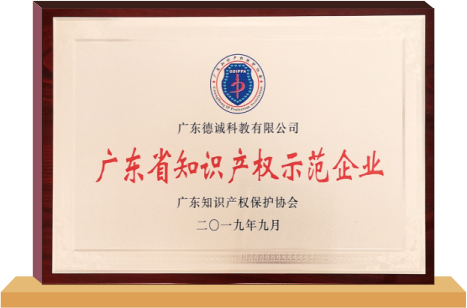 GDIPPA
广东德诚科教有限公司
广东省知识产权示范企业
广东知识产权保护协会
二〇一九年九月